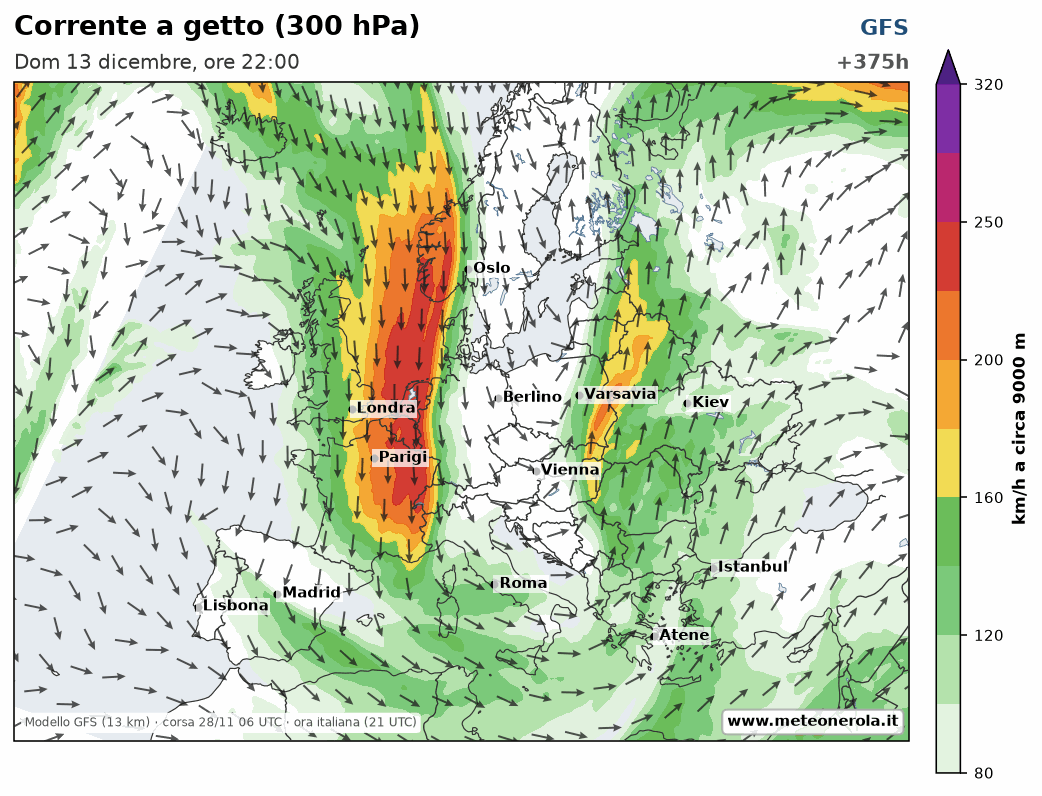 Corrente a getto (300 hPa)
GFS
Dom 13 dicembre, ore 22:00
+375h
320
250
200
160
120
80
km/h a circa 9000 m
Oslo
Berlino
Varsavia
Kiev
Londra
Parigi
Vienna
Istanbul
Roma
Madrid
Lisbona
Atene
Modello GFS (13 km) · corsa 28/11 06 UTC · ora italiana (21 UTC)
www.meteonerola.it